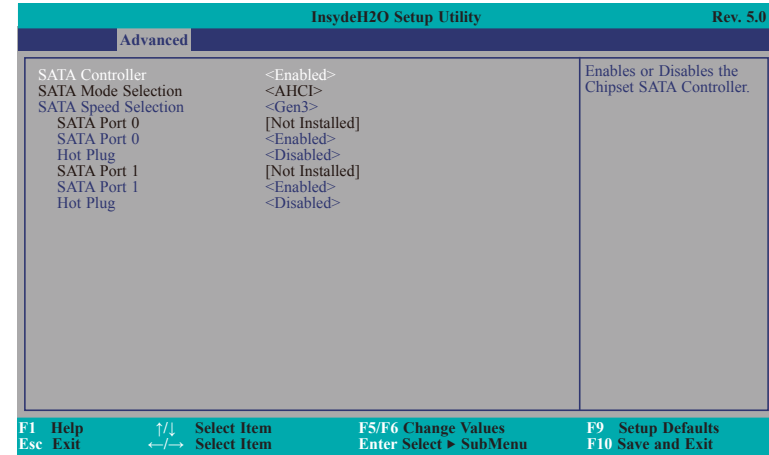 InsydeH2O Setup Utility Rev. 5.0
Advanced
SATA Controller <Enabled>
SATA Mode Selection <AHCI>
SATA Speed Selection <Gen3>
SATA Port 0 [Not Installed]
SATA Port 0 <Enabled>
Hot Plug <Disabled>
SATA Port 1 [Not Installed]
SATA Port 1 <Enabled>
Hot Plug <Disabled>
Enables or Disables the
Chipset SATA Controller.
F1 Help ↑/↓ Select Item F5/F6 Change Values F9 Setup Defaults
Esc Exit ←/→ Select Item Enter Select ▶ SubMenu F10 Save and Exit